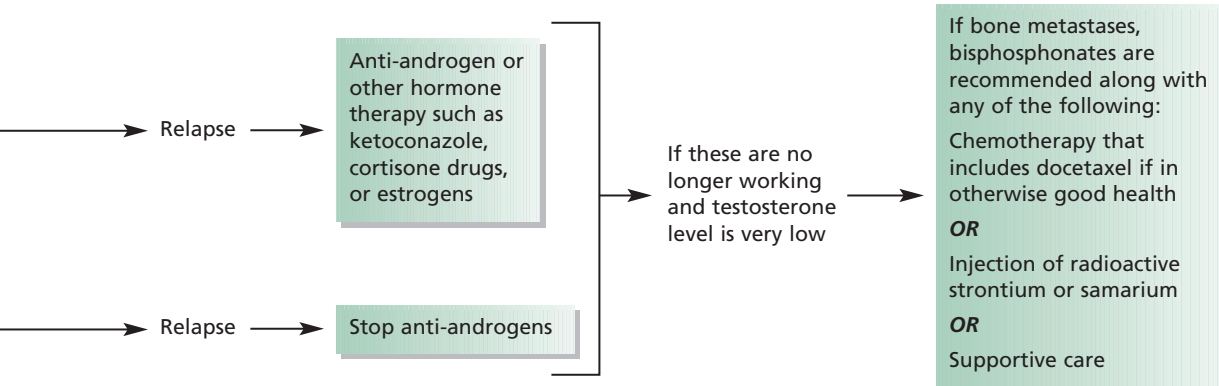 Relapse
Anti-androgen or
other hormone
therapy such as
ketoconazole,
cortisone drugs,
or estrogens
Relapse
Stop anti-androgens
If these are no
longer working
and testosterone
level is very low
If bone metastases,
bisphosphonates are
recommended along with
any of the following:
Chemotherapy that
includes docetaxel if in
otherwise good health
OR
Injection of radioactive
strontium or samarium
OR
Supportive care